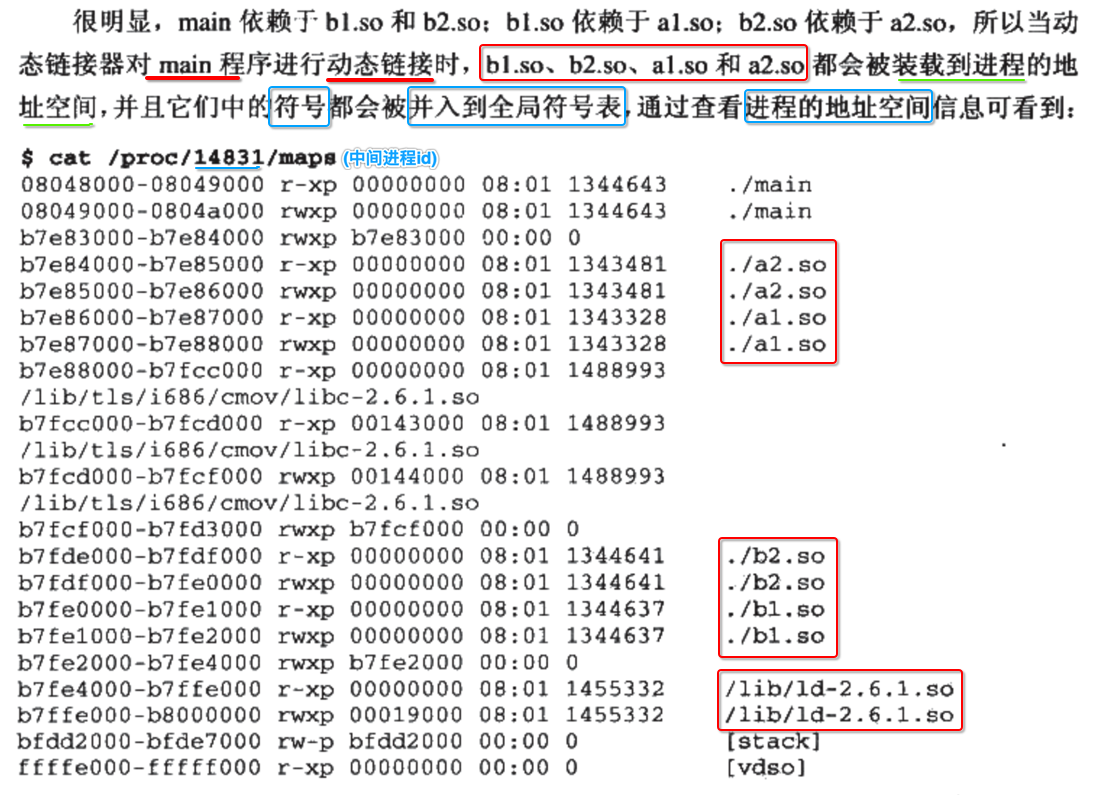 很明显，main 依赖于 b1.so 和 b2.so；b1.so 依赖于 a1.so；b2.so 依赖于 a2.so，所以当动
态链接器对 main 程序进行动态链接时，b1.so、b2.so、a1.so 和 a2.so 都会被装载到进程的地
址空间，并且它们中的符号都会被并入到全局符号表，通过查看进程的地址空间信息可看到：
$ cat /proc/14831/maps (中间进程id)
08048000-08049000 r-xp 00000000 08:01 1344643 ./main
08049000-0804a000 rwxp 00000000 08:01 1344643 ./main
b7e83000-b7e84000 rwxp b7e83000 00:00 0
b7e84000-b7e85000 r-xp 00000000 08:01 1343481 ./a2.so
b7e85000-b7e86000 rwxp 00000000 08:01 1343481 ./a2.so
b7e86000-b7e87000 r-xp 00000000 08:01 1343328 ./a1.so
b7e87000-b7e88000 rwxp 00000000 08:01 1343328 ./a1.so
b7e88000-b7fcc000 r-xp 00000000 08:01 1488993
/lib/tls/i686/cmov/libc-2.6.1.so
b7fcc000-b7fcd000 r-xp 00143000 08:01 1488993
/lib/tls/i686/cmov/libc-2.6.1.so
b7fcd000-b7fcf000 rwxp 00144000 08:01 1488993
/lib/tls/i686/cmov/libc-2.6.1.so
b7fcf000-b7fd3000 rwxp b7fcf000 00:00 0
b7fde000-b7fdf000 r-xp 00000000 08:01 1344641 ./b2.so
b7fdf000-b7fe0000 rwxp 00000000 08:01 1344641 ./b2.so
b7fe0000-b7fe1000 r-xp 00000000 08:01 1344637 ./b1.so
b7fe1000-b7fe2000 rwxp 00000000 08:01 1344637 ./b1.so
b7fe2000-b7fe4000 rwxp b7fe2000 00:00 0
b7fe4000-b7ffe000 r-xp 00000000 08:01 1455332 /lib/ld-2.6.1.so
b7ffe000-b8000000 rwxp 00019000 08:01 1455332 /lib/ld-2.6.1.so
bfdd2000-bfde7000 rw-p bfdd2000 00:00 0 [stack]
ffffe000-fffff000 r-xp 00000000 00:00 0 [vdso]